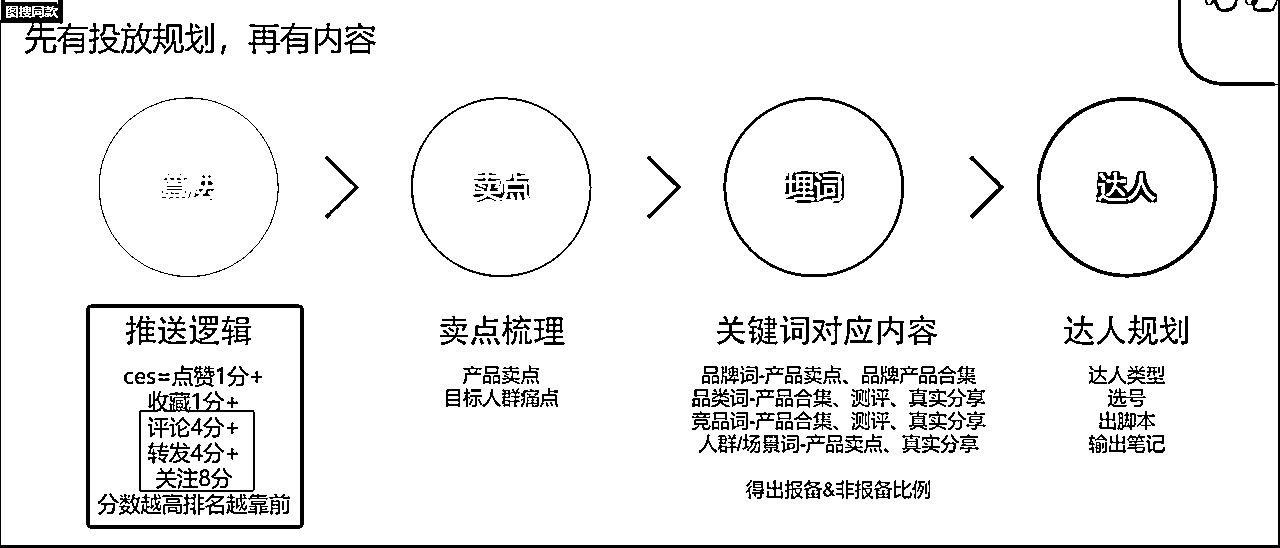 图搜同款
先有投放规划，再有内容
卖点
埋词
达人
推送逻辑
ces=点赞1分+
收藏1分+
评论4分+
转发4分+
关注8分
分数越高排名越靠前
卖点梳理
产品卖点
目标人群痛点
关键词对应内容
品牌词-产品卖点、品牌产品合集
品类词-产品合集、测评、真实分享
竞品词-产品合集、测评、真实分享
人群/场景词-产品卖点、真实分享
得出报备&非报备比例
达人规划
达人类型
选号
出脚本
输出笔记